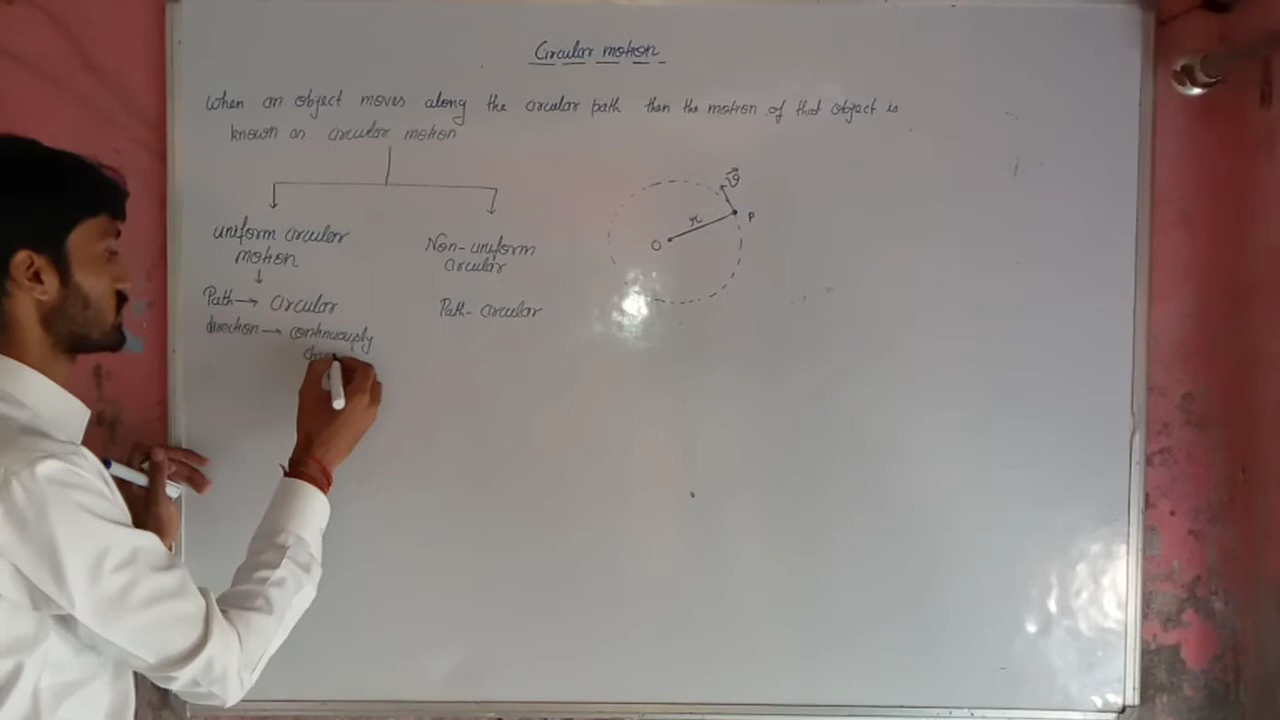 Circular motion
When an object moves along the circular path then the motion of that object is
known as circular motion
uniform circular
motion
Non-uniform
circular
Path → circular
Path - circular
direction → continuously
v
r
P
O